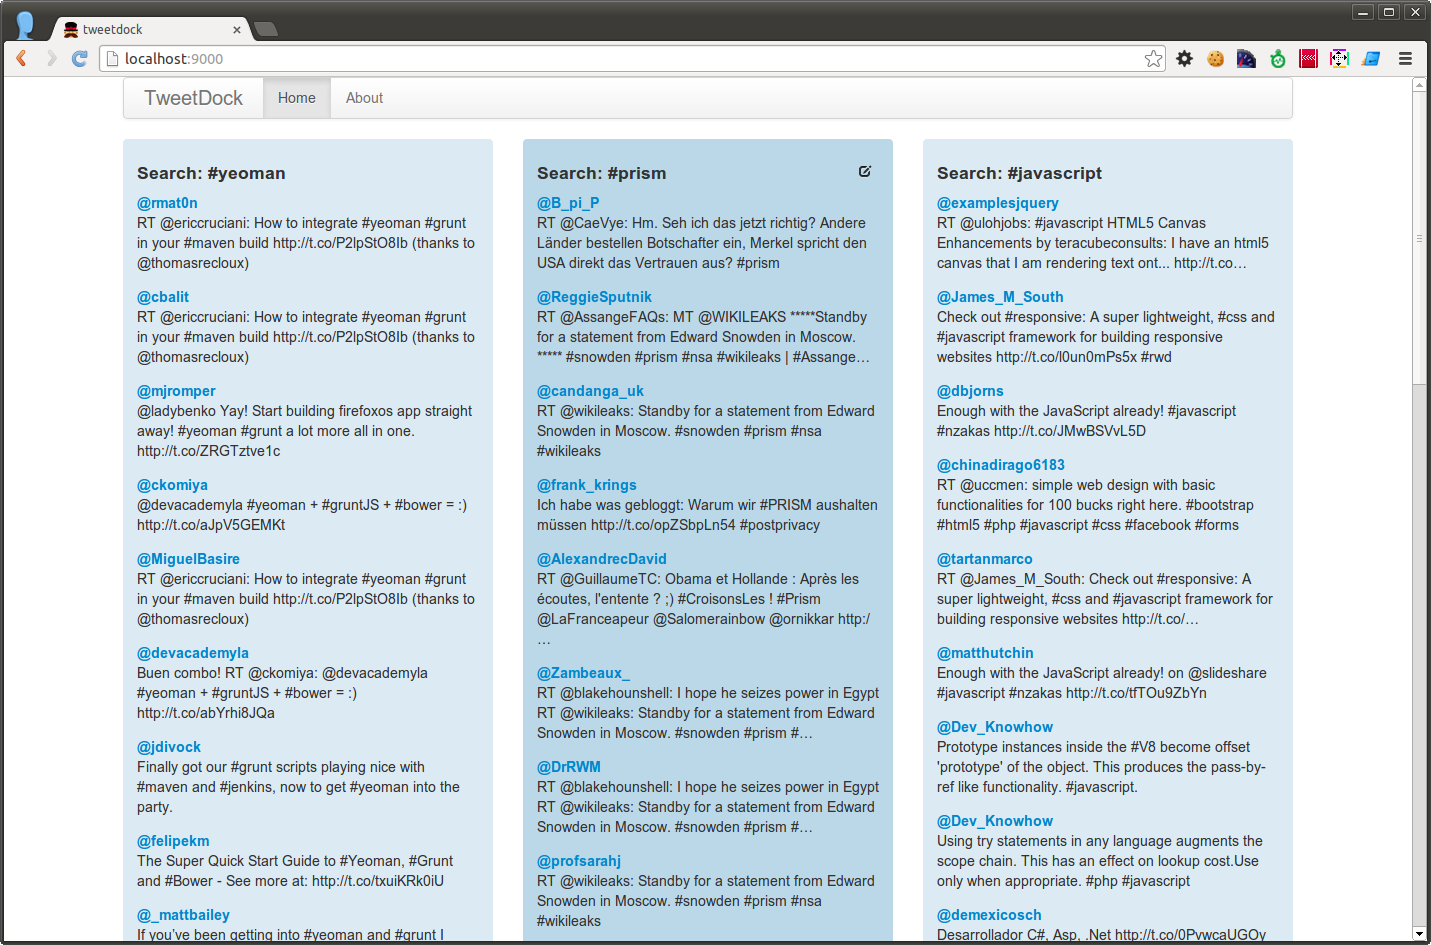 tweetdock
localhost:9000
TweetDock
Home
About
Search: #yeoman
@rmat0n
RT @ericcruciani: How to integrate #yeoman #grunt
in your #maven build http://t.co/P2lpStO8Ib (thanks to
@thomasrecloux)
@cbalit
RT @ericcruciani: How to integrate #yeoman #grunt
in your #maven build http://t.co/P2lpStO8Ib (thanks to
@thomasrecloux)
@mjromper
@ladybenko Yay! Start building firefoxos app straight
away! #yeoman #grunt a lot more all in one.
http://t.co/ZRGTztve1c
@ckomiya
@devacademyla #yeoman + #gruntJS + #bower = :)
http://t.co/aJpV5GEMKt
@MiguelBasire
RT @ericcruciani: How to integrate #yeoman #grunt
in your #maven build http://t.co/P2lpStO8Ib (thanks to
@thomasrecloux)
@devacademyla
Buen combo! RT @ckomiya: @devacademyla
#yeoman + #gruntJS + #bower = :)
http://t.co/abYrhi8JQa
@jdivock
Finally got our #grunt scripts playing nice with
#maven and #jenkins, now to get #yeoman into the
party.
@felipekm
The Super Quick Start Guide to #Yeoman, #Grunt
and #Bower - See more at: http://t.co/txuiKRk0iU
@_mattbailey
If you've been getting into #yeoman and #grunt I
Search: #prism
@B_pi_P
RT @CaeVye: Hm. Seh ich das jetzt richtig? Andere
Länder bestellen Botschafter ein, Merkel spricht den
USA direkt das Vertrauen aus? #prism
@ReggieSputnik
RT @AssangeFAQs: MT @WIKILEAKS *****Standby
for a statement from Edward Snowden in Moscow.
***** #snowden #prism #nsa #wikileaks | #Assange…
@candanga_uk
RT @wikileaks: Standby for a statement from Edward
Snowden in Moscow. #snowden #prism #nsa
#wikileaks
@frank_krings
Ich habe was gebloggt: Warum wir #PRISM aushalten
müssen http://t.co/opZSbpLn54 #postprivacy
@AlexandrecDavid
RT @GuillaumeTC: Obama et Hollande : Après les
écoutes, l'entente ? ;) #CroisonsLes ! #Prism
@LaFranceapeur @Salomerainbow @ornikkar http:/
…
@Zambeaux_
RT @blakehounshell: I hope he seizes power in Egypt
RT @wikileaks: Standby for a statement from Edward
Snowden in Moscow. #snowden #prism #…
@DrRWM
RT @blakehounshell: I hope he seizes power in Egypt
RT @wikileaks: Standby for a statement from Edward
Snowden in Moscow. #snowden #prism #…
@profsarahj
RT @wikileaks: Standby for a statement from Edward
Snowden in Moscow. #snowden #prism #nsa
#wikileaks
Search: #javascript
@examplesjquery
RT @ulohjobs: #javascript HTML5 Canvas
Enhancements by teracubeconsults: I have an html5
canvas that I am rendering text ont... http://t.co…
@James_M_South
Check out #responsive: A super lightweight, #css and
#javascript framework for building responsive
websites http://t.co/l0un0mPs5x #rwd
@dbjorns
Enough with the JavaScript already! #javascript
#nzakas http://t.co/JMwBSVvL5D
@chinadirago6183
RT @uccmen: simple web design with basic
functionalities for 100 bucks right here. #bootstrap
#html5 #php #javascript #css #facebook #forms
@tartanmarco
RT @James_M_South: Check out #responsive: A
super lightweight, #css and #javascript framework for
building responsive websites http://t.co/…
@matthutchin
Enough with the JavaScript already! on @slideshare
#javascript #nzakas http://t.co/tfTOu9ZbYn
@Dev_Knowhow
Prototype instances inside the #V8 become offset
'prototype' of the object. This produces the pass-by-
ref like functionality. #javascript.
@Dev_Knowhow
Using try statements in any language augments the
scope chain. This has an effect on lookup cost.Use
only when appropriate. #php #javascript
@demexicosch
Desarrollador C#, Asp, .Net http://t.co/0PvwcaUGOy